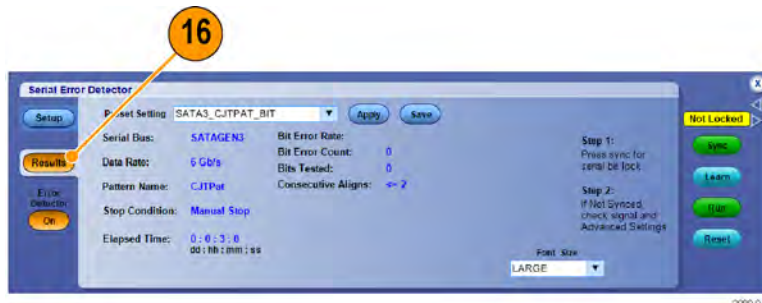 16
Serial Error Detector
X
Setup
Preset Setting SATA3_CJTPAT_BIT Apply Save
Not Locked
Serial Bus: SATAGEN3
Bit Error Rate:
Step 1:
Sync
Results
Data Rate: 6 Gb/s
Bit Error Count: 0
Press sync for
serial bit lock
Bits Tested: 0
Learn
Pattern Name: CJTPat
Consecutive Aligns: <= 2
Step 2:
Error
Detector
On
Stop Condition: Manual Stop
If Not Synced,
check signal and
Advanced Settings
Run
Elapsed Time: 0 : 0 : 3 : 0
dd : hh : mm : ss
Reset
Font Size
LARGE